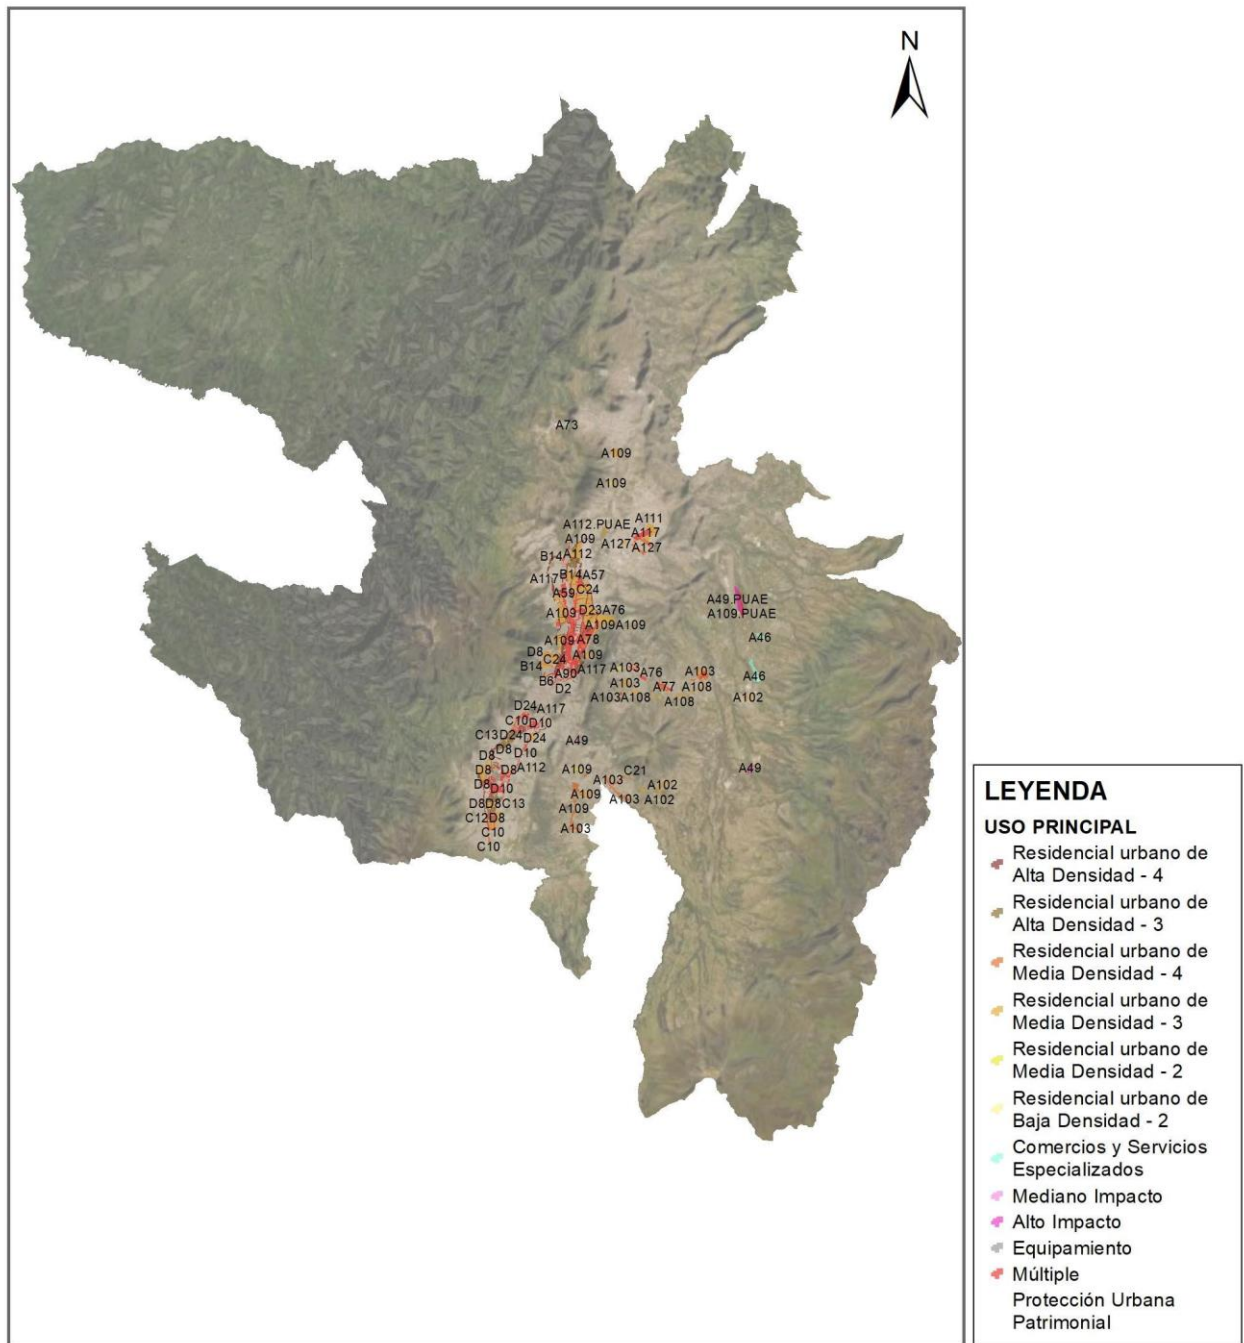 N
A73
A109
A109
A112.PUAE
A111
A109
A117
A127
A127
B14
A112
A117
B14
A57
A59
C24
A49.PUAE
D23
A76
A109.PUAE
A109
A109
A109
A46
A109
A78
D8
C24
A109
B14
A117
A103
A76
A103
A46
B6
A90
A103
A77
A108
D2
A103
A108
A108
A102
D24
A117
C10
D10
C13
D24
D24
A49
D8
D10
D8
D8
D8
A112
A109
C21
A49
D8
A103
A102
D10
A109
A103
A102
D8
D8
C13
A109
C12
D8
C10
A103
C10
LEYENDA
USO PRINCIPAL
Residencial urbano de
Alta Densidad - 4
Residencial urbano de
Alta Densidad - 3
Residencial urbano de
Media Densidad - 4
Residencial urbano de
Media Densidad - 3
Residencial urbano de
Media Densidad - 2
Residencial urbano de
Baja Densidad - 2
Comercios y Servicios
Especializados
Mediano Impacto
Alto Impacto
Equipamiento
Múltiple
Protección Urbana
Patrimonial